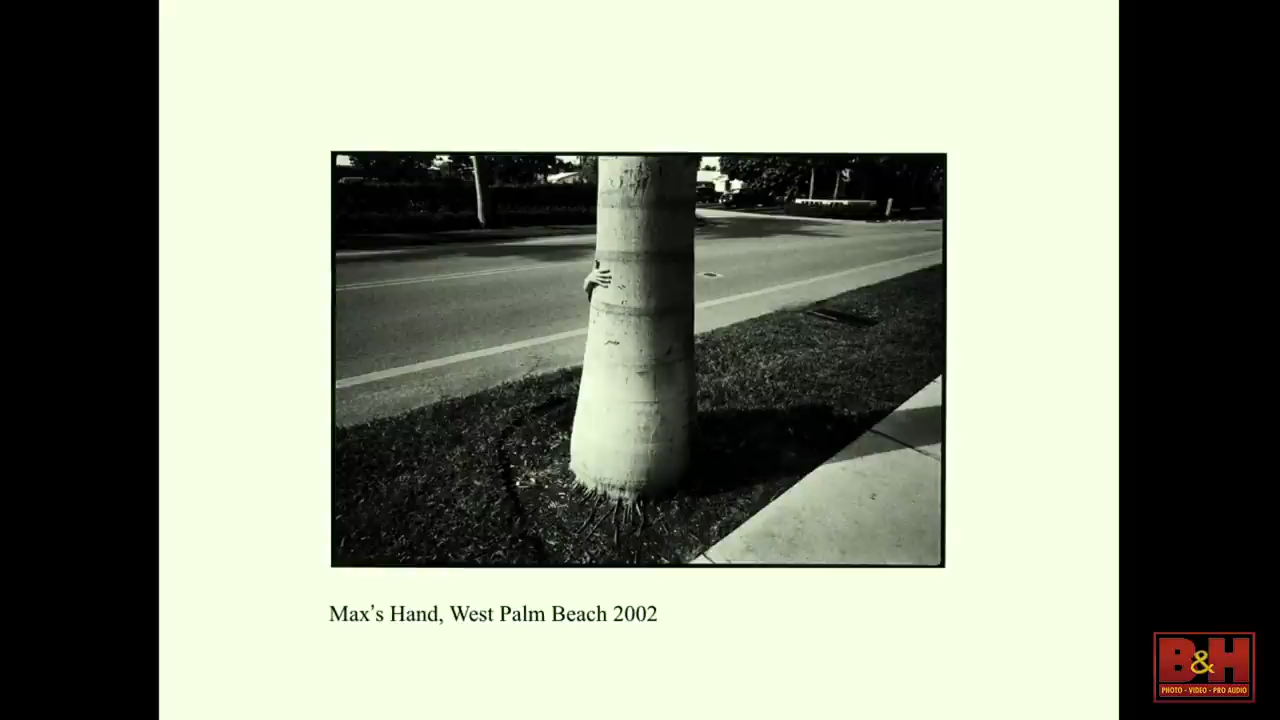 Max’s Hand, West Palm Beach 2002
B&H
PHOTO - VIDEO - PRO AUDIO